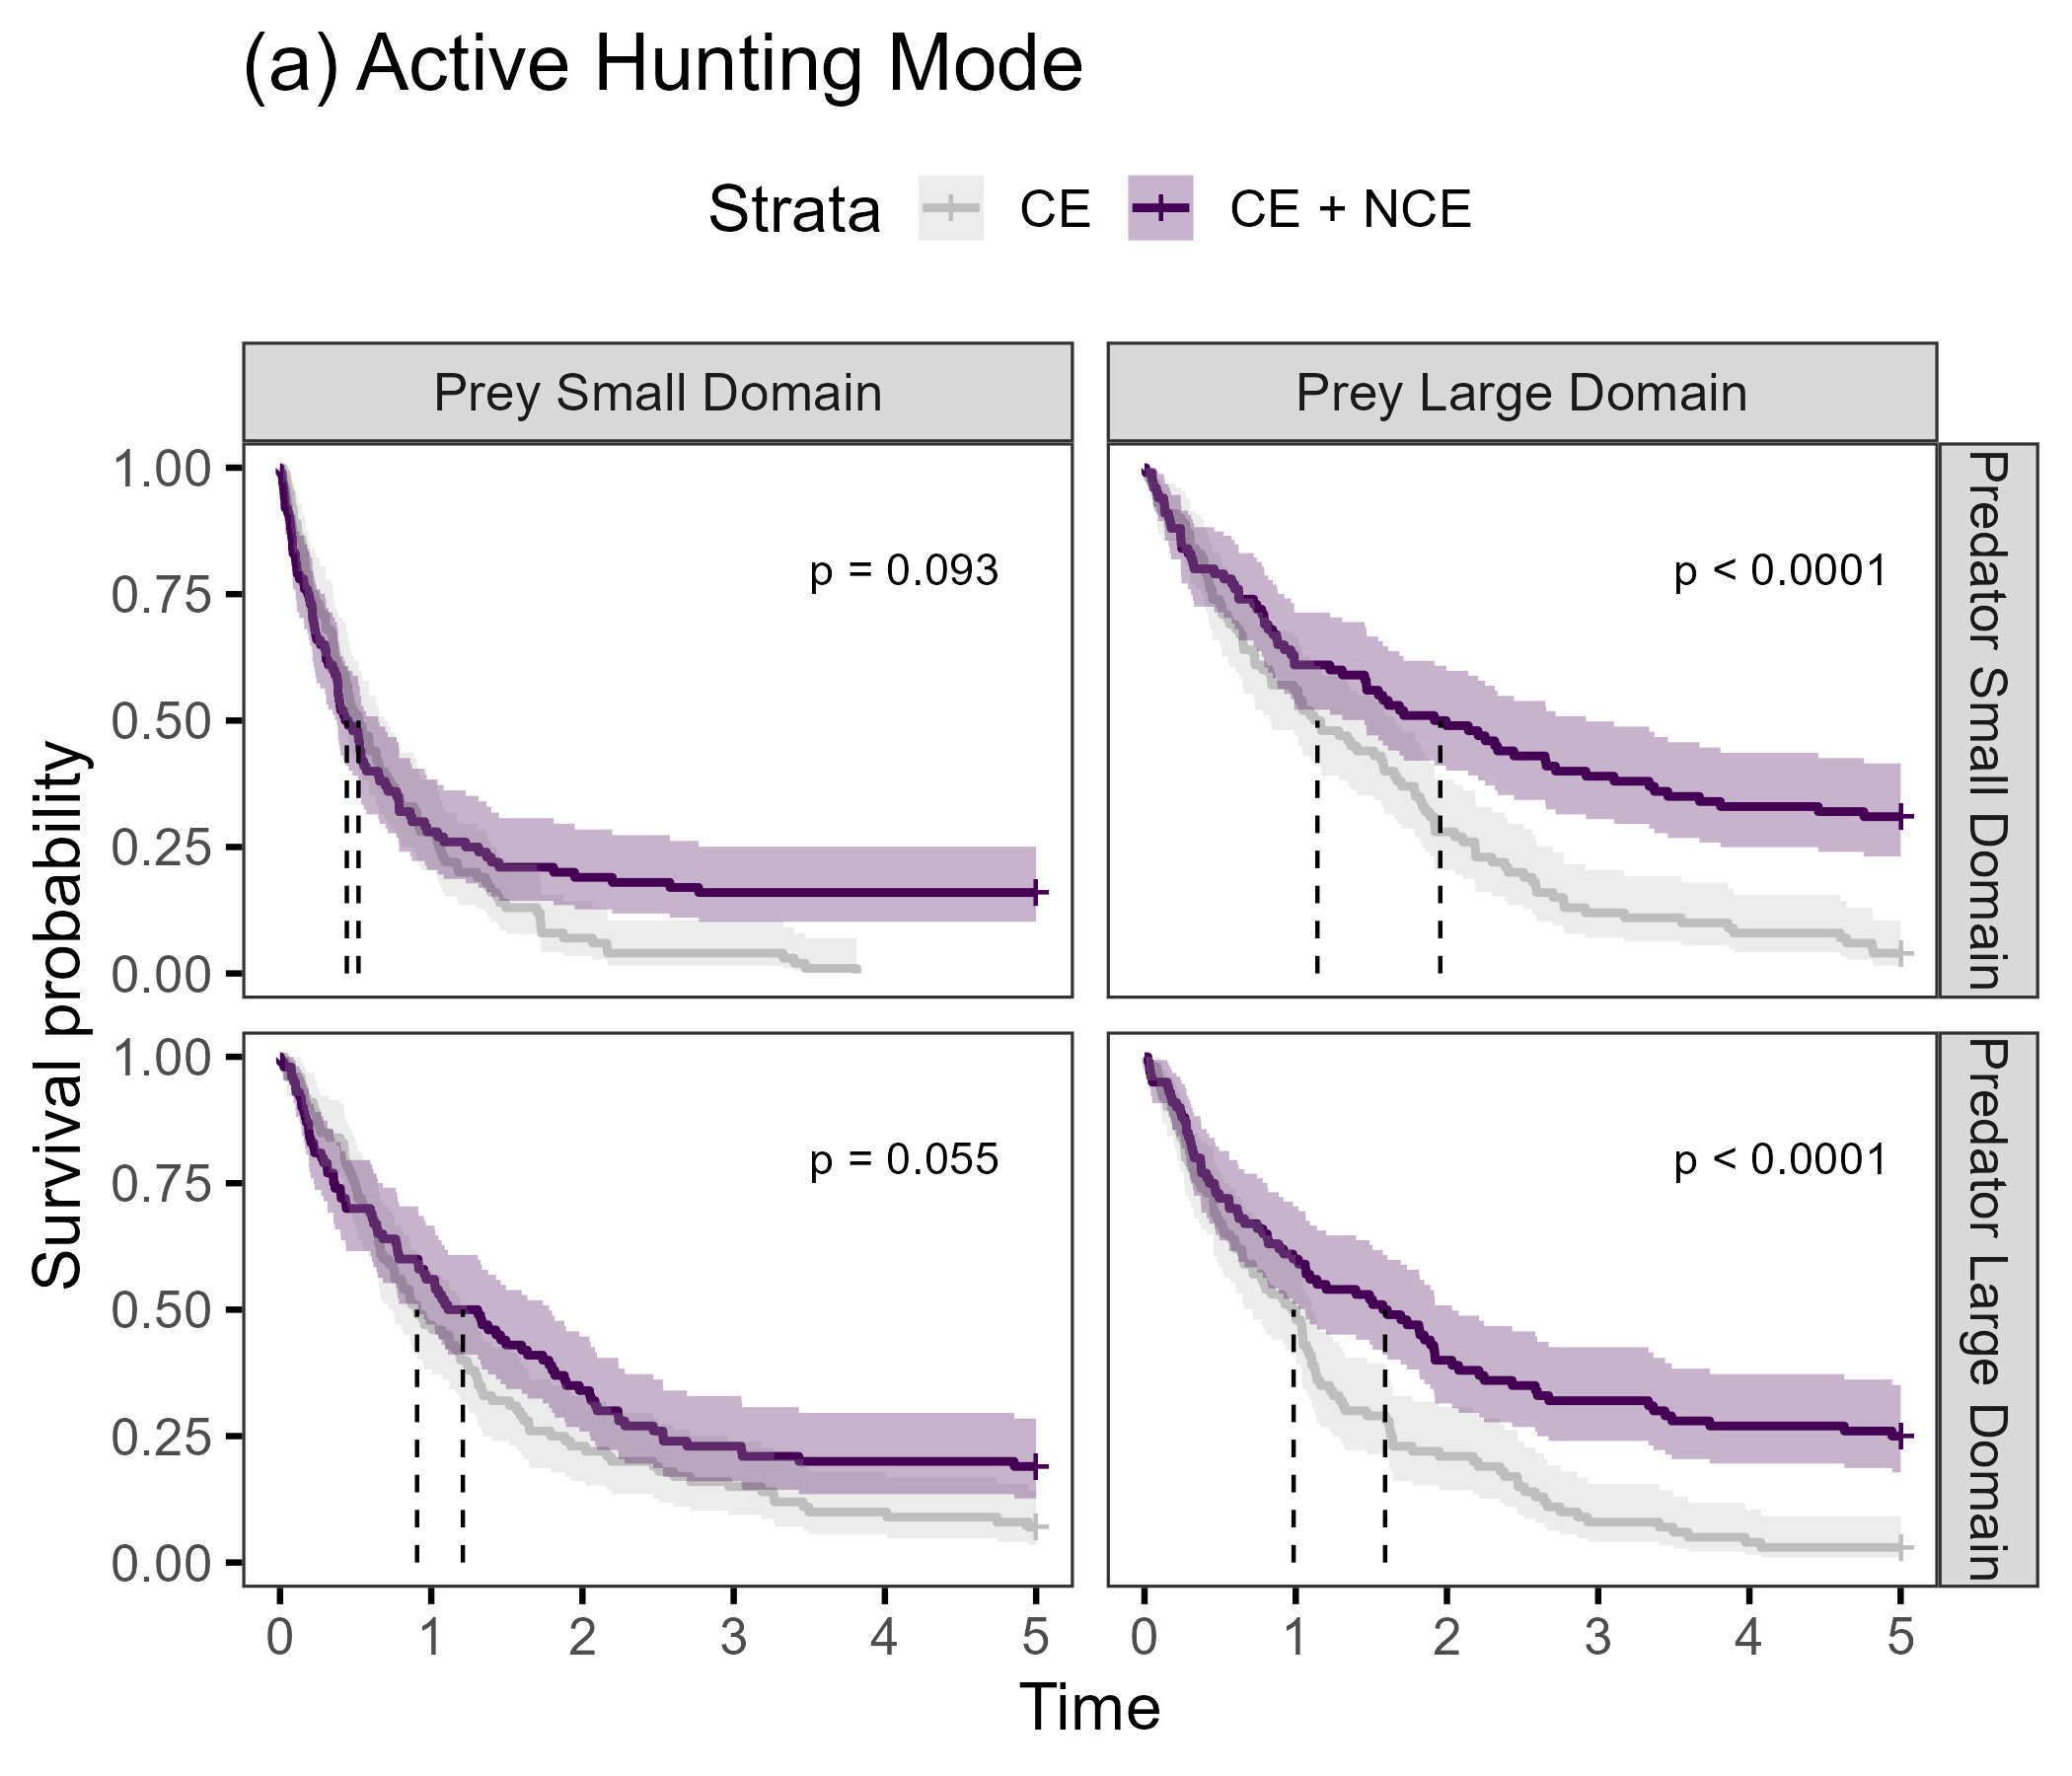 (a) Active Hunting Mode
Strata CE CE + NCE
Prey Small Domain
Prey Large Domain
Survival probability
1.00
0.75
0.50
0.25
0.00
p = 0.093
p < 0.0001
Predator Small Domain
1.00
0.75
0.50
0.25
0.00
p = 0.055
p < 0.0001
Predator Large Domain
0 1 2 3 4 5
0 1 2 3 4 5
Time